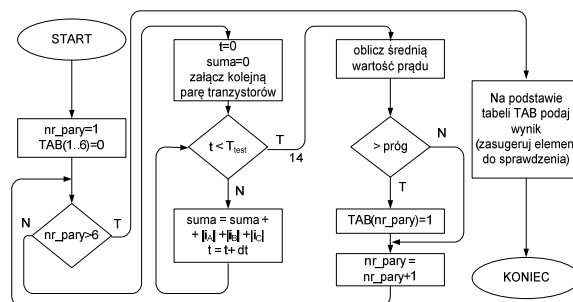 START
nr_pary=1
TAB(1..6)=0
N
nr_pary>6
T
t=0
suma=0
załącz kolejną
parę tranzystorów
t < Ttest
T
14
N
suma = suma +
+ |iA| +|iB| +|iC|
t = t+ dt
oblicz średnią
wartość prądu
> próg
N
T
TAB(nr_pary)=1
nr_pary =
nr_pary+1
Na podstawie
tabeli TAB podaj
wynik
(zasugeruj element
do sprawdzenia)
KONIEC